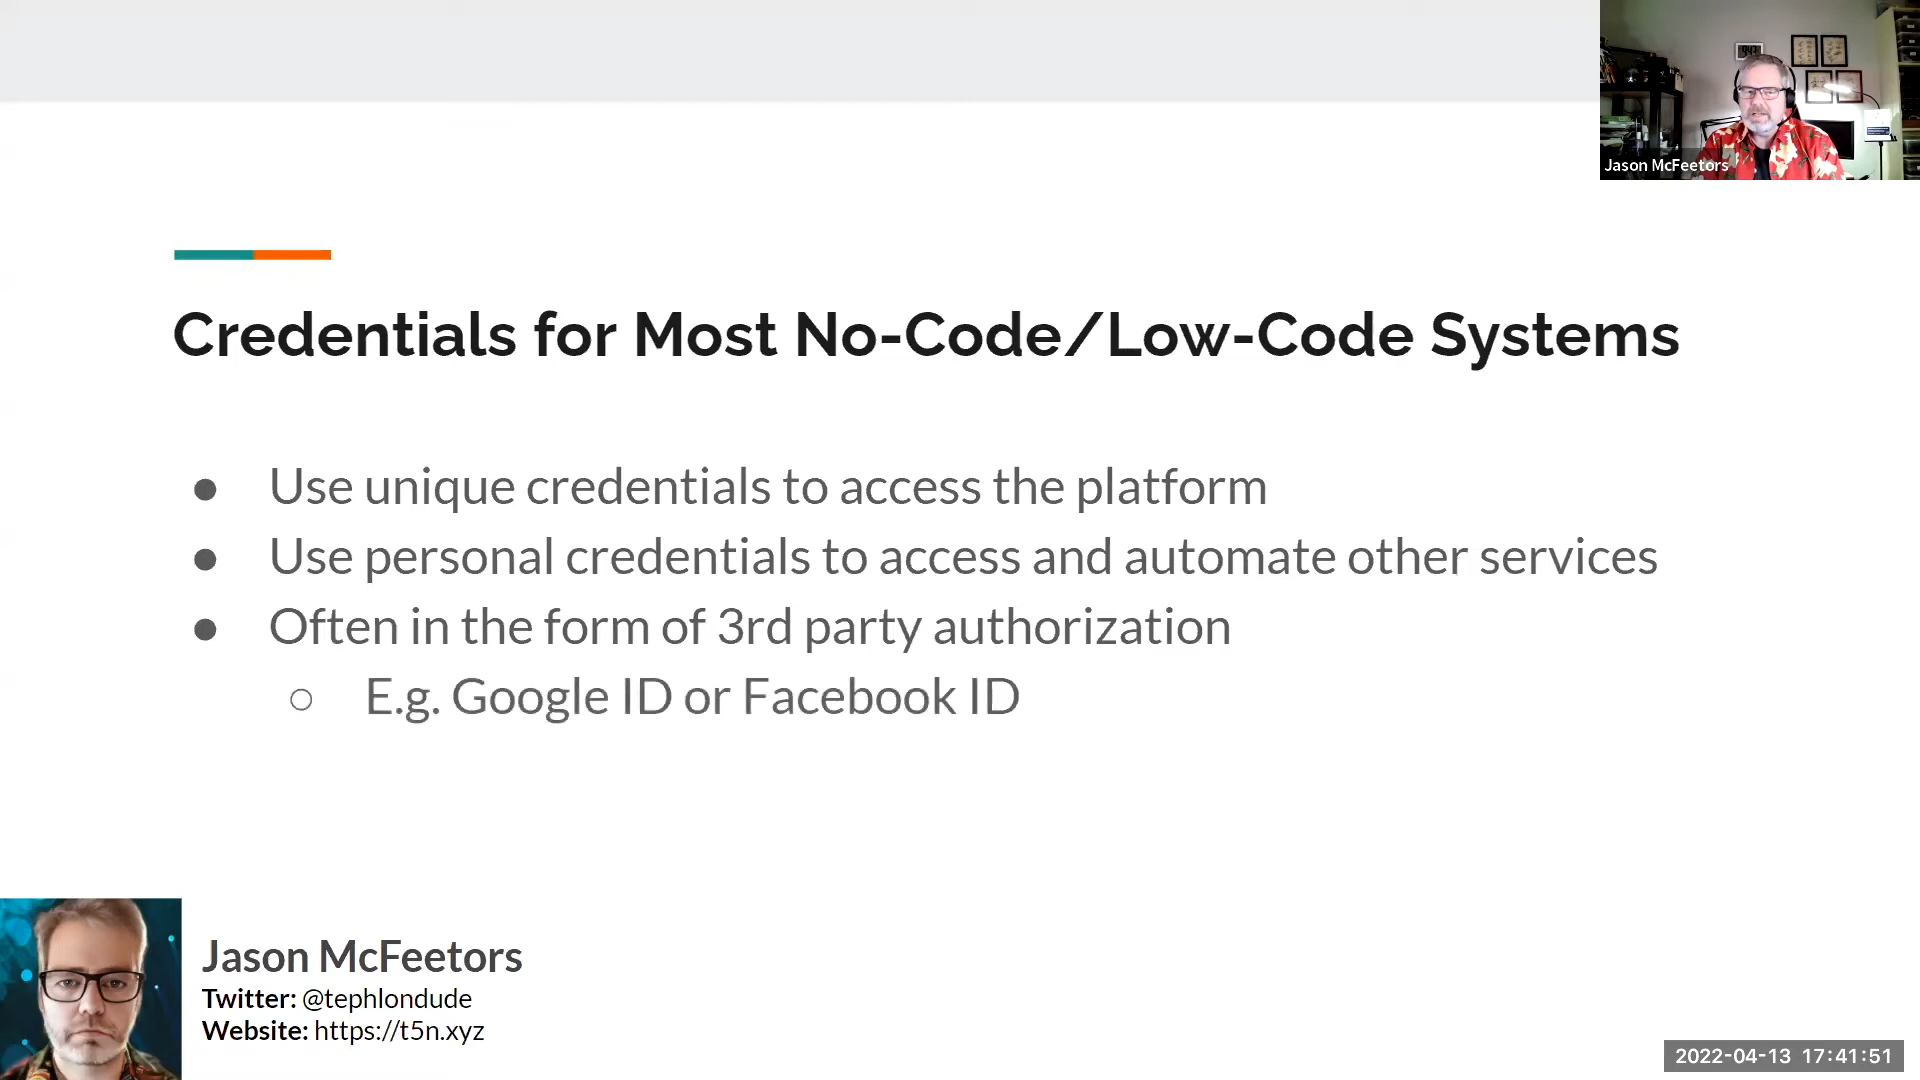 Jason McFeetors
Credentials for Most No-Code/Low-Code Systems
● Use unique credentials to access the platform
● Use personal credentials to access and automate other services
● Often in the form of 3rd party authorization
○ E.g. Google ID or Facebook ID
Jason McFeetors
Twitter: @tephlondude
Website: https://t5n.xyz
2022-04-13 17:41:51